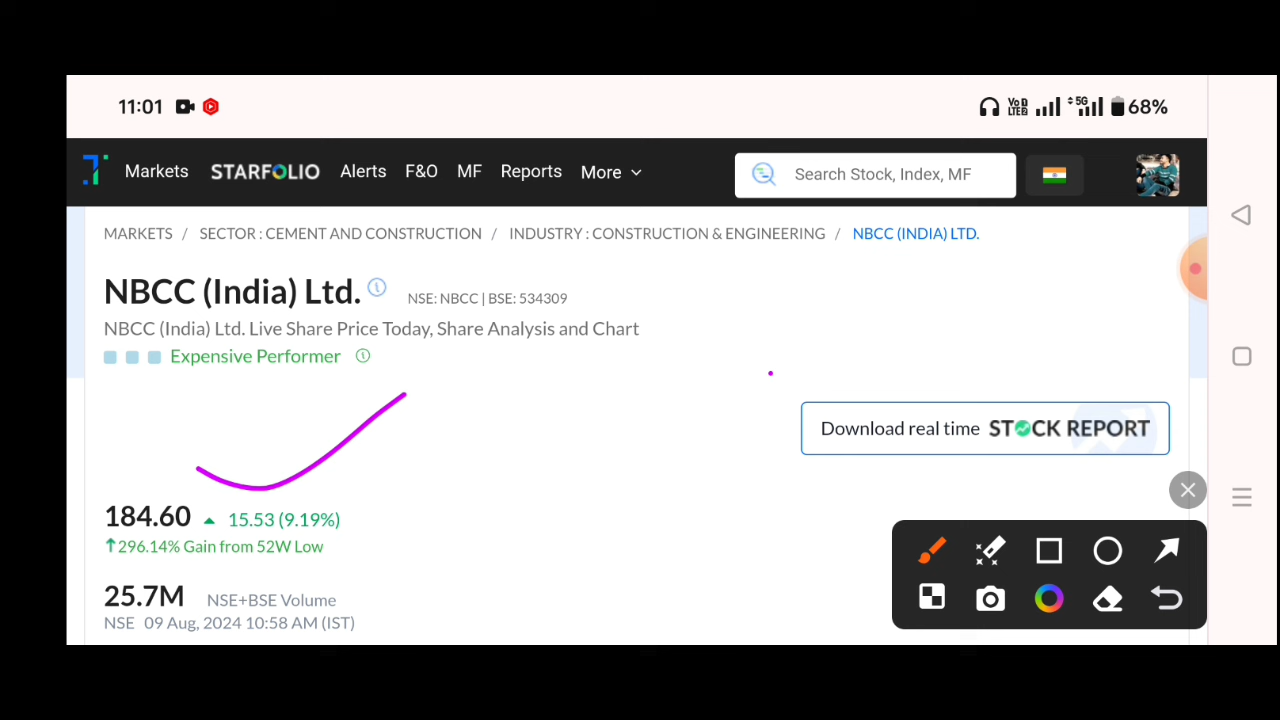 11:01 Vo D LTE2 5G 68%
Markets STARFOLIO Alerts F&O MF Reports More Search Stock, Index, MF
MARKETS / SECTOR : CEMENT AND CONSTRUCTION / INDUSTRY : CONSTRUCTION & ENGINEERING / NBCC (INDIA) LTD.
NBCC (India) Ltd. NSE: NBCC | BSE: 534309
NBCC (India) Ltd. Live Share Price Today, Share Analysis and Chart
Expensive Performer
Download real time STOCK REPORT
184.60 15.53 (9.19%)
296.14% Gain from 52W Low
25.7M NSE+BSE Volume
NSE 09 Aug, 2024 10:58 AM (IST)